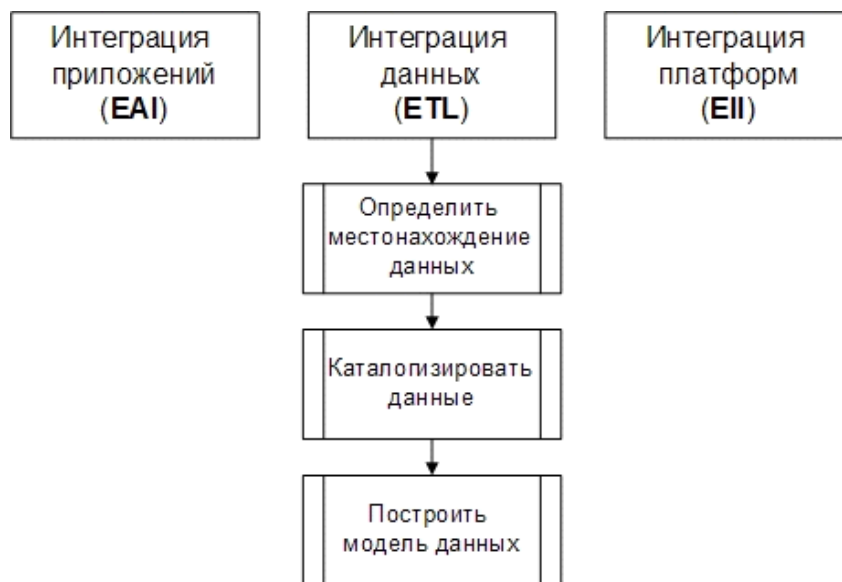 Интеграция
приложений
(EAI)
Интеграция
данных
(ETL)
Интеграция
платформ
(EII)
Определить
местонахождение
данных
Каталогизировать
данные
Построить
модель данных